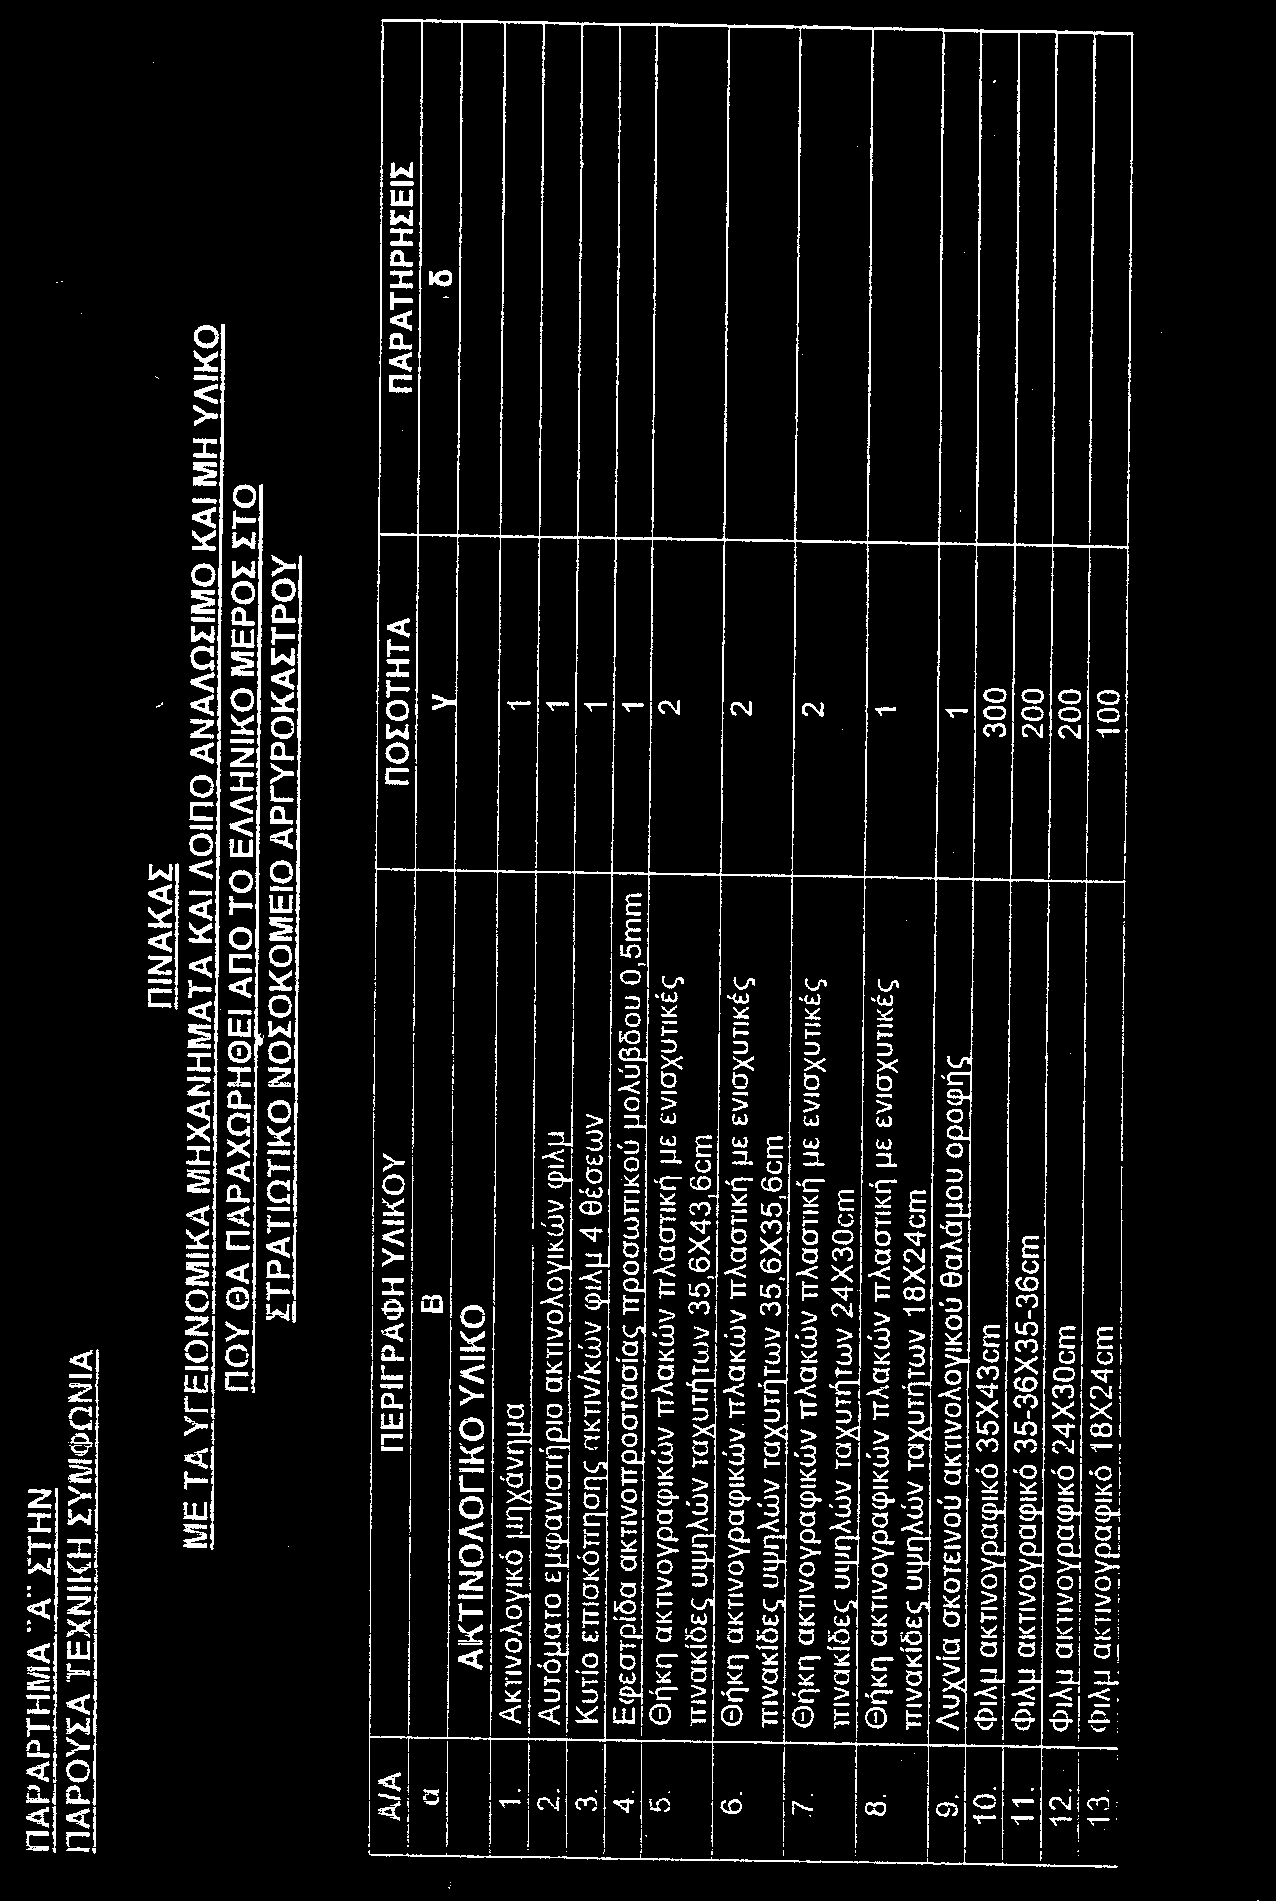 ΠΑΡΑΡΤΗΜΑ ¨Α¨ ΣΤΗΝ
ΠΑΡΟΥΣΑ ΤΕΧΝΙΚΗ ΣΥΜΦΩΝΙΑ
ΠΙΝΑΚΑΣ
ΜΕ ΤΑ ΥΓΕΙΟΝΟΜΙΚΑ ΜΗΧΑΝΗΜΑΤΑ ΚΑΙ ΛΟΙΠΟ ΑΝΑΛΩΣΙΜΟ ΚΑΙ ΜΗ ΥΛΙΚΟ
ΠΟΥ ΘΑ ΠΑΡΑΧΩΡΗΘΕΙ ΑΠΟ ΤΟ ΕΛΛΗΝΙΚΟ ΜΕΡΟΣ ΣΤΟ
ΣΤΡΑΤΙΩΤΙΚΟ ΝΟΣΟΚΟΜΕΙΟ ΑΡΓΥΡΟΚΑΣΤΡΟΥ
Α/Α ΠΕΡΙΓΡΑΦΗ ΥΛΙΚΟΥ ΠΟΣΟΤΗΤΑ ΠΑΡΑΤΗΡΗΣΕΙΣ
α Β γ δ
ΑΚΤΙΝΟΛΟΓΙΚΟ ΥΛΙΚΟ
1. Ακτινολογικό μηχάνημα 1
2. Αυτόματο εμφανιστήριο ακτινολογικών φιλμ 1
3. Κυτίο επισκόπησης ακτιν/κών φιλμ 4 θέσεων 1
4. Εφεστρίδα ακτινοπροστασίας προσωπικού μολύβδου 0,5mm 1
5. Θήκη ακτινογραφικών πλακών πλαστική με ενισχυτικές 2
πινακίδες υψηλών ταχυτήτων 35,6Χ43,6cm
6. Θήκη ακτινογραφικών πλακών πλαστική με ενισχυτικές 2
πινακίδες υψηλών ταχυτήτων 35,6Χ35,6cm
7. Θήκη ακτινογραφικών πλακών πλαστική με ενισχυτικές 2
πινακίδες υψηλών ταχυτήτων 24Χ30cm
8. Θήκη ακτινογραφικών πλακών πλαστική με ενισχυτικές 1
πινακίδες υψηλών ταχυτήτων 18Χ24cm
9. Λυχνία σκοτεινού ακτινολογικού θαλάμου οροφής 1
10. Φιλμ ακτινογραφικό 35Χ43cm 300
11. Φιλμ ακτινογραφικό 35-36Χ35-36cm 200
12. Φιλμ ακτινογραφικό 24Χ30cm 200
13. Φιλμ ακτινογραφικό 18Χ24cm 100